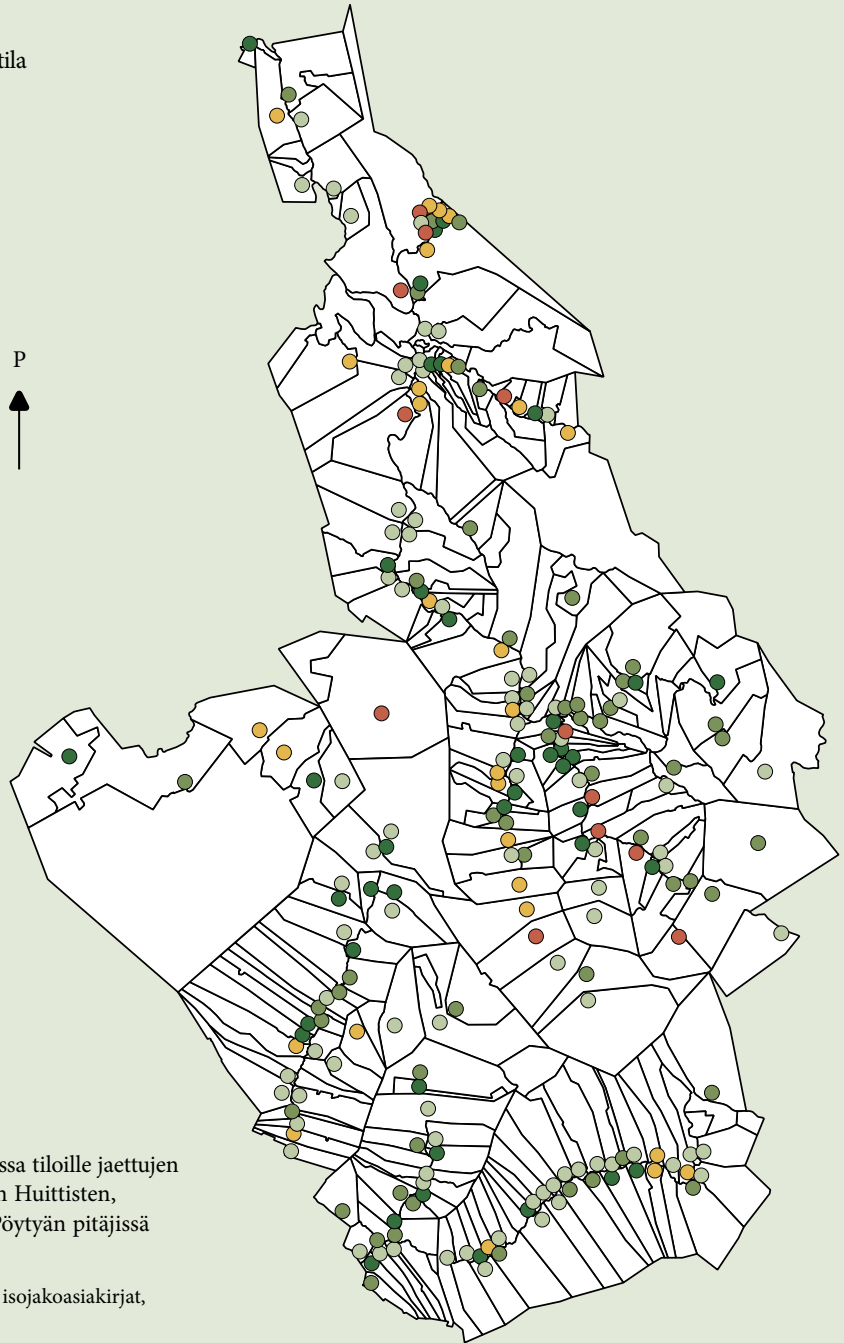 tila
P
ssa tiloille jaettujen
n Huittisten,
Pöytyän pitäjissä
isojakoasiakirjat,